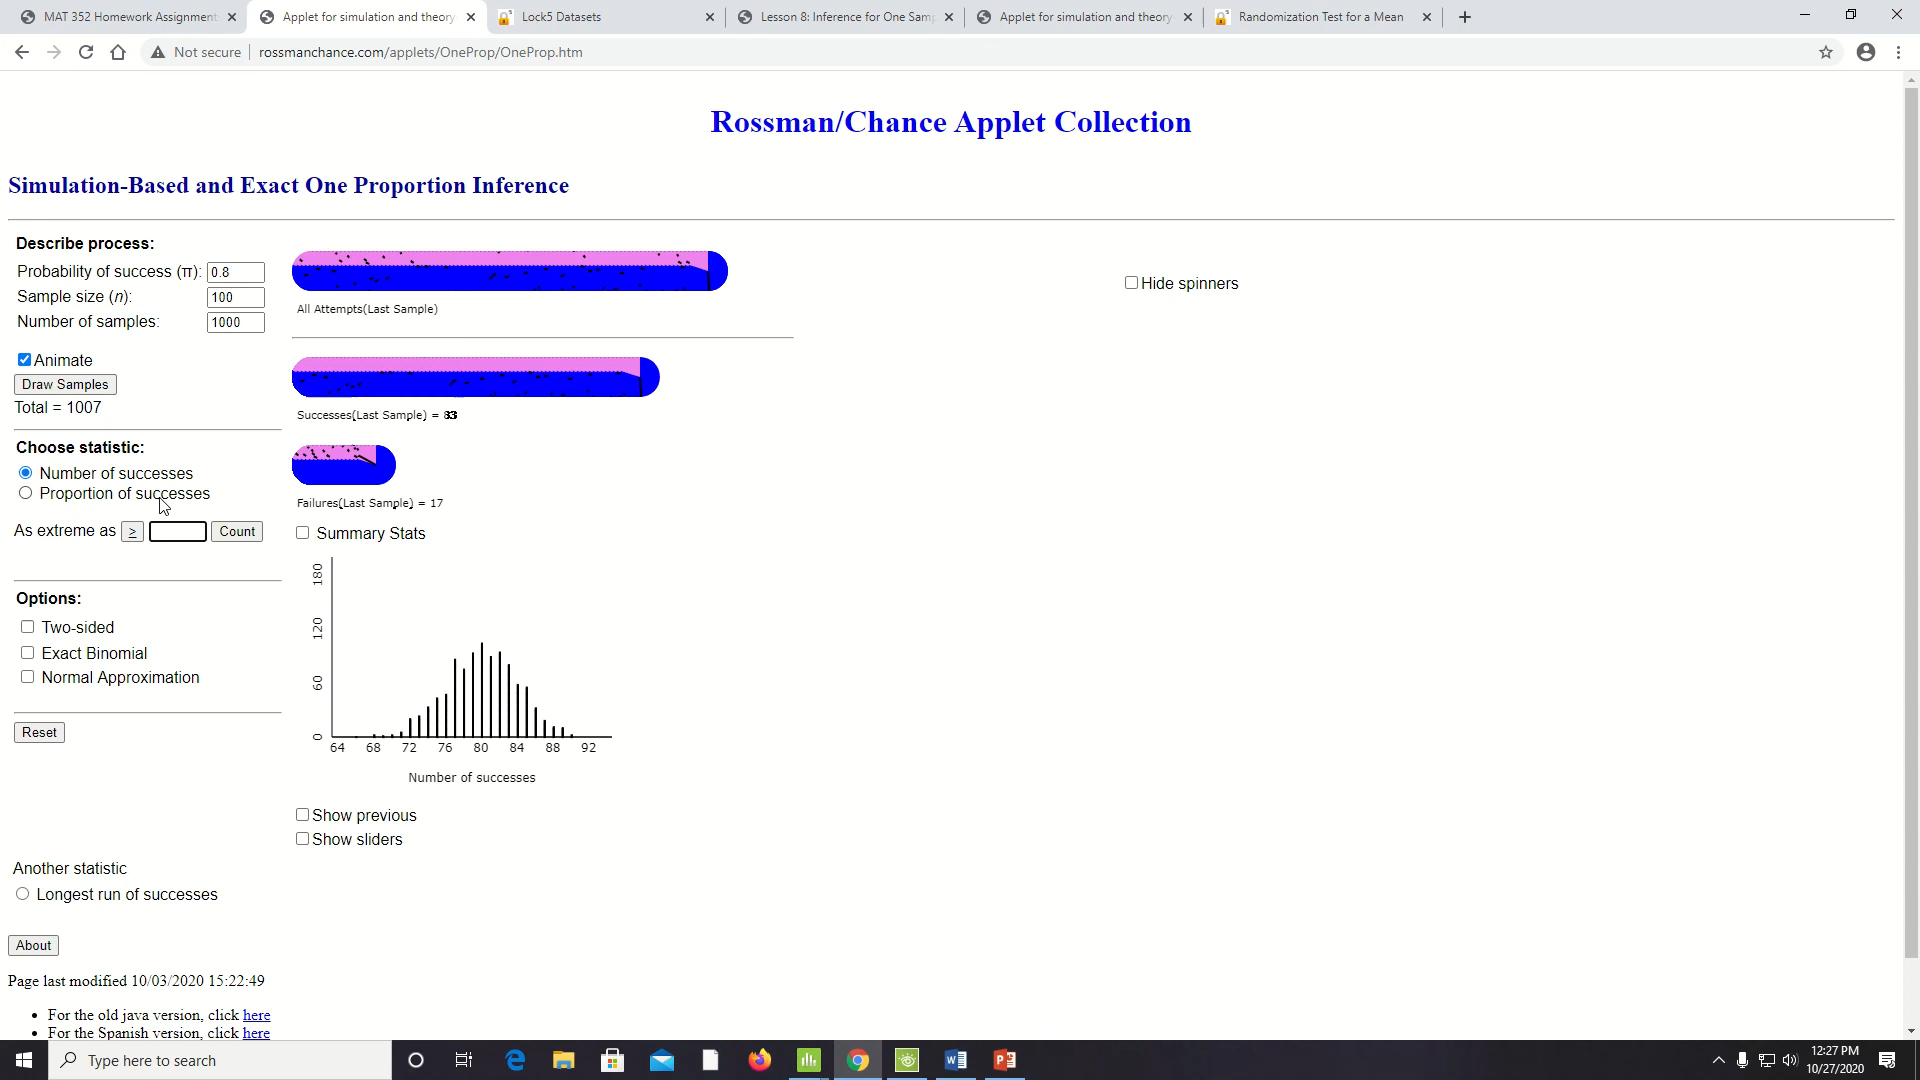 MAT 352 Homework Assignment
Applet for simulation and theory
Lock5 Datasets
Lesson 8: Inference for One Samp
Applet for simulation and theory
Randomization Test for a Mean
Not secure
rossmanchance.com/applets/OneProp/OneProp.htm
Rossman/Chance Applet Collection
Simulation-Based and Exact One Proportion Inference
Describe process:
Probability of success (π): 0.8
Sample size (n): 100
Number of samples: 1000
Animate
Draw Samples
Total = 1007
Choose statistic:
Number of successes
Proportion of successes
As extreme as ≥ Count
Options:
Two-sided
Exact Binomial
Normal Approximation
Reset
Another statistic
Longest run of successes
About
Page last modified 10/03/2020 15:22:49
For the old java version, click here
For the Spanish version, click here
All Attempts(Last Sample)
Successes(Last Sample) = 83
Failures(Last Sample) = 17
Summary Stats
180
120
60
0
64 68 72 76 80 84 88 92
Number of successes
Show previous
Show sliders
Hide spinners
Type here to search
12:27 PM
10/27/2020